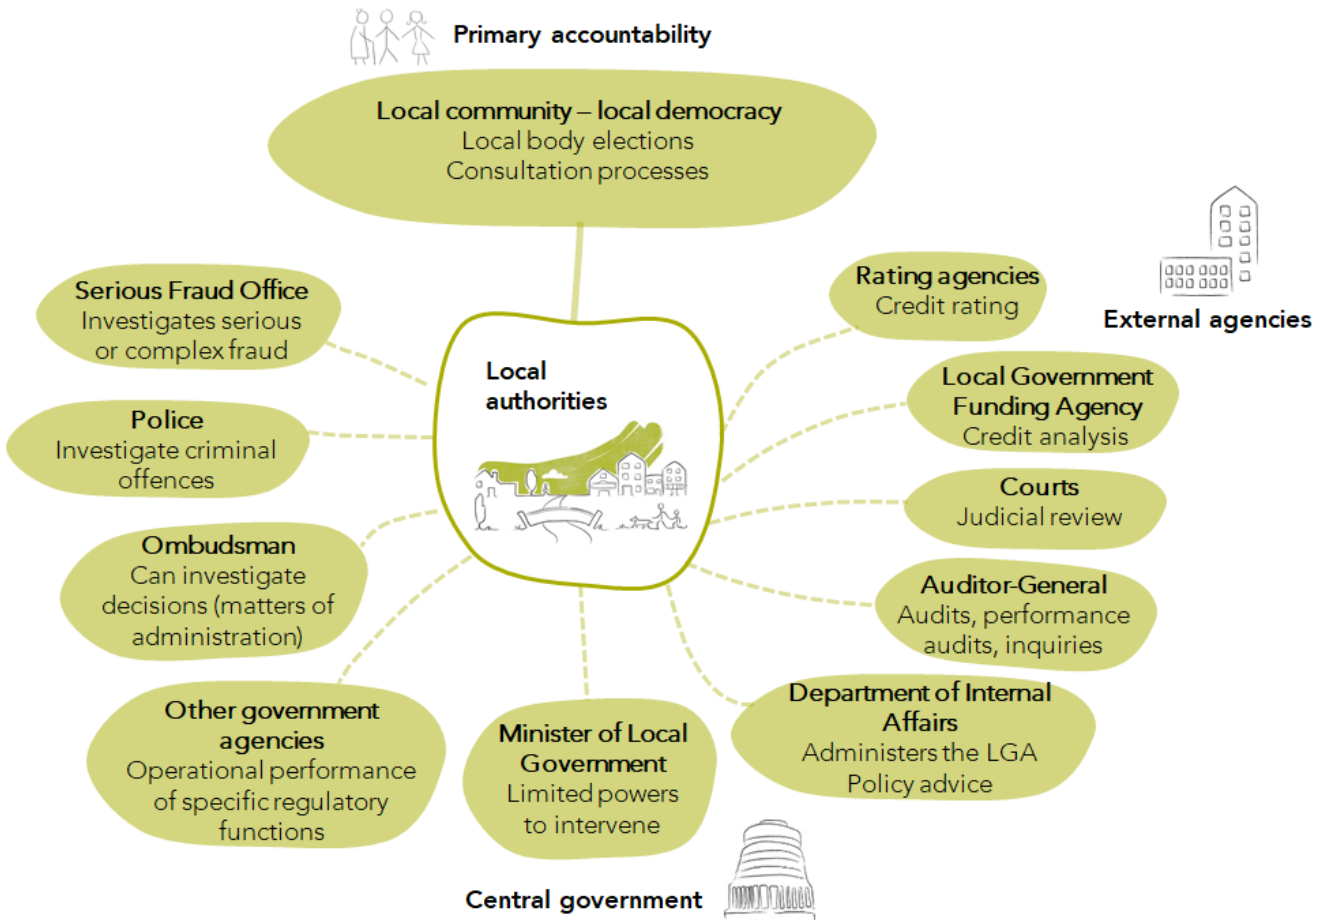 Primary accountability
Local community – local democracy
Local body elections
Consultation processes
Serious Fraud Office
Investigates serious
or complex fraud
Police
Investigate criminal
offences
Ombudsman
Can investigate
decisions (matters of
administration)
Other government
agencies
Operational performance
of specific regulatory
functions
Local
authorities
Minister of Local
Government
Limited powers
to intervene
Central government
Rating agencies
Credit rating
External agencies
Local Government
Funding Agency
Credit analysis
Courts
Judicial review
Auditor-General
Audits, performance
audits, inquiries
Department of Internal
Affairs
Administers the LGA
Policy advice